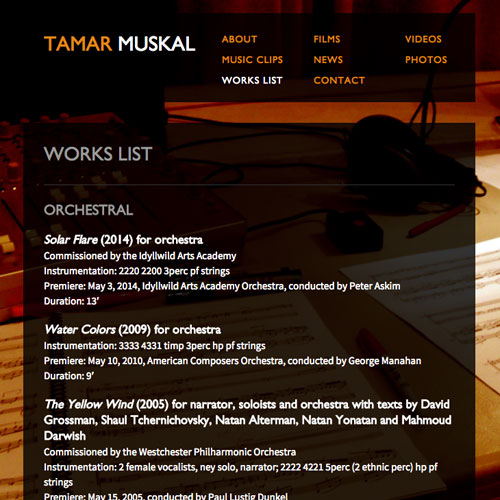 TAMAR MUSKAL
ABOUT FILMS VIDEOS
MUSIC CLIPS NEWS PHOTOS
WORKS LIST CONTACT
WORKS LIST
ORCHESTRAL
Solar Flare (2014) for orchestra
Commissioned by the Idyllwild Arts Academy
Instrumentation: 2220 2200 3perc pf strings
Premiere: May 3, 2014, Idyllwild Arts Academy Orchestra, conducted by Peter Askim
Duration: 13’
Water Colors (2009) for orchestra
Instrumentation: 3333 4331 timp 3perc hp pf strings
Premiere: May 10, 2010, American Composers Orchestra, conducted by George Manahan
Duration: 9’
The Yellow Wind (2005) for narrator, soloists and orchestra with texts by David
Grossman, Shaul Tchernichovsky, Natan Alterman, Natan Yonatan and Mahmoud
Darwish
Commissioned by the Westchester Philharmonic Orchestra
Instrumentation: 2 female vocalists, ney solo, narrator; 2222 4221 5perc (2 ethnic perc) hp pf
strings
Premiere: May 15, 2005, conducted by Paul Lustig Dunkel